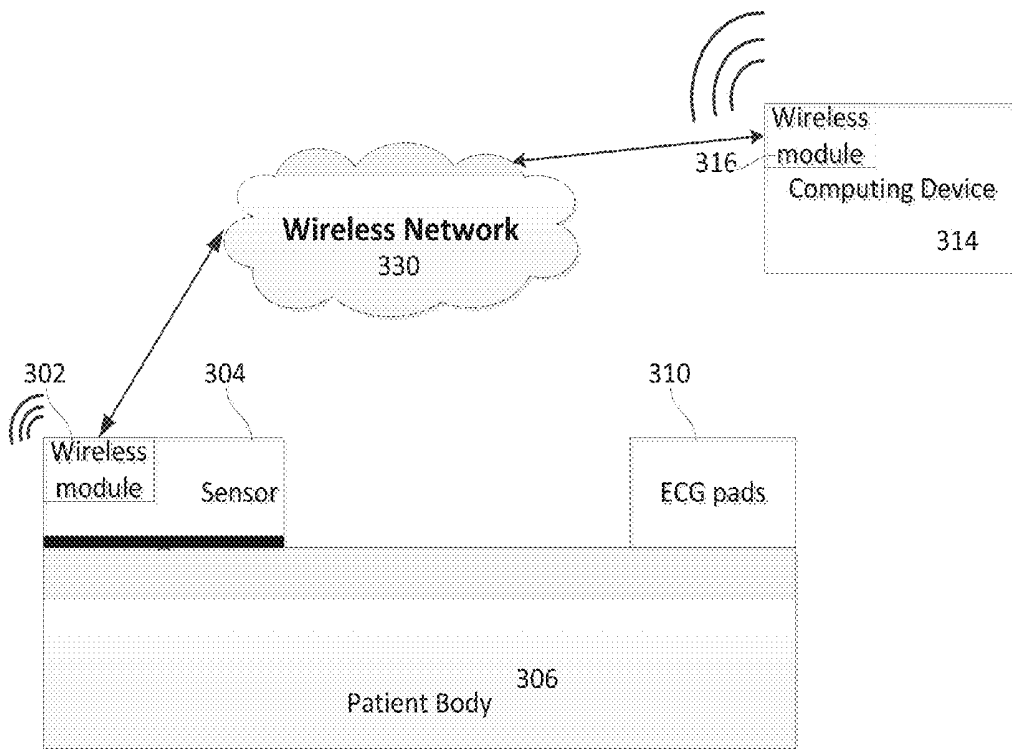 Wireless
module
316
Computing Device
314
Wireless Network
330
302
304
310
Wireless
module
Sensor
ECG pads
306
Patient Body